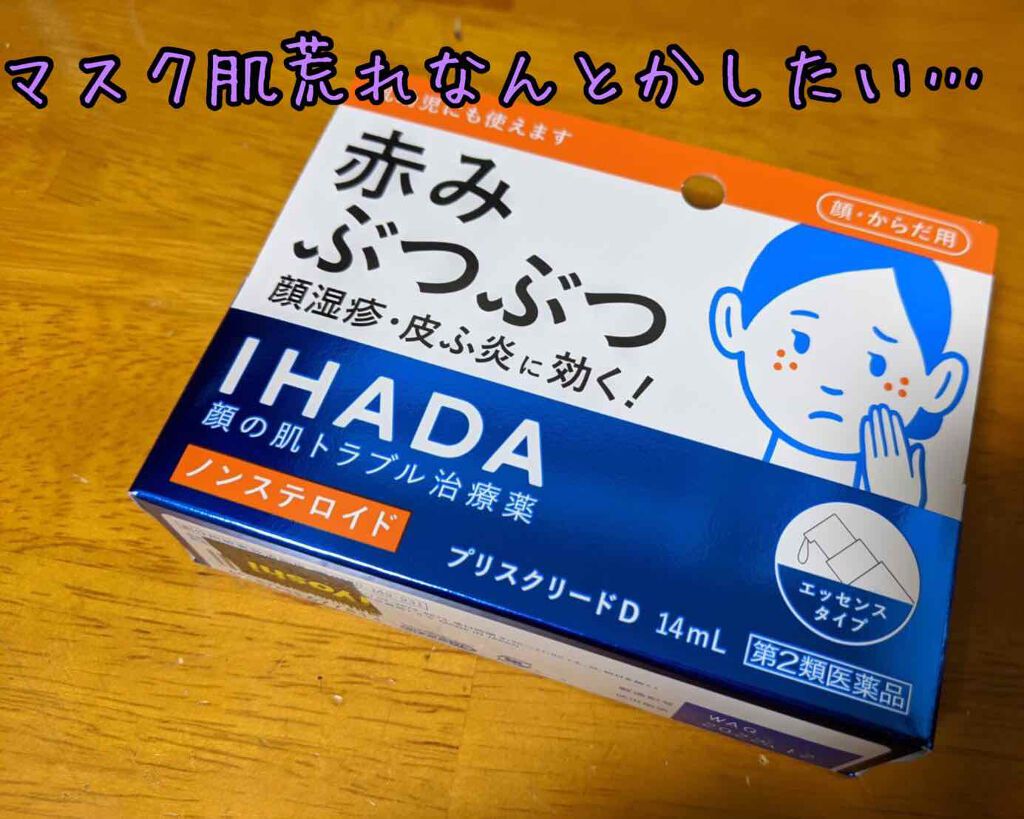 マスク肌荒れなんとかしたい…
児にも使えます
顔・からだ用
赤み
ぶつぶつ
顔湿疹・皮ふ炎に効く!
IHADA
顔の肌トラブル治療薬
ノンステロイド
プリスクリードD 14mL
エッセンス
タイプ
第2類医薬品